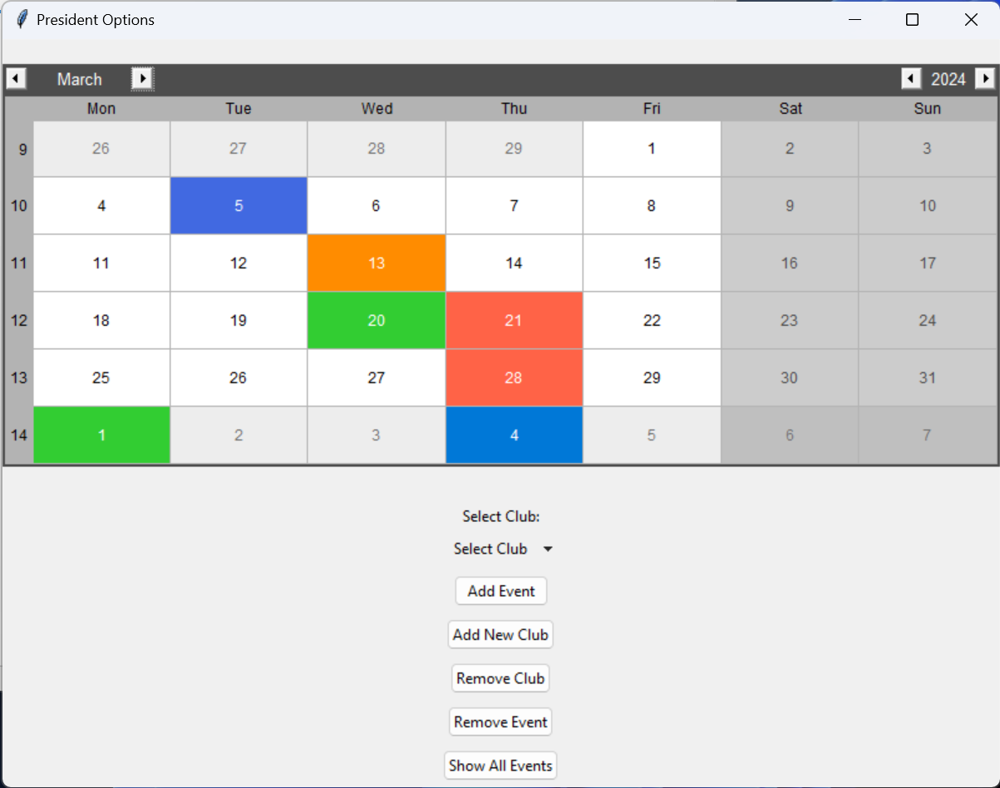 President Options
March 2024
Mon Tue Wed Thu Fri Sat Sun
9 26 27 28 29 1 2 3
10 4 5 6 7 8 9 10
11 11 12 13 14 15 16 17
12 18 19 20 21 22 23 24
13 25 26 27 28 29 30 31
14 1 2 3 4 5 6 7
Select Club:
Select Club
Add Event
Add New Club
Remove Club
Remove Event
Show All Events